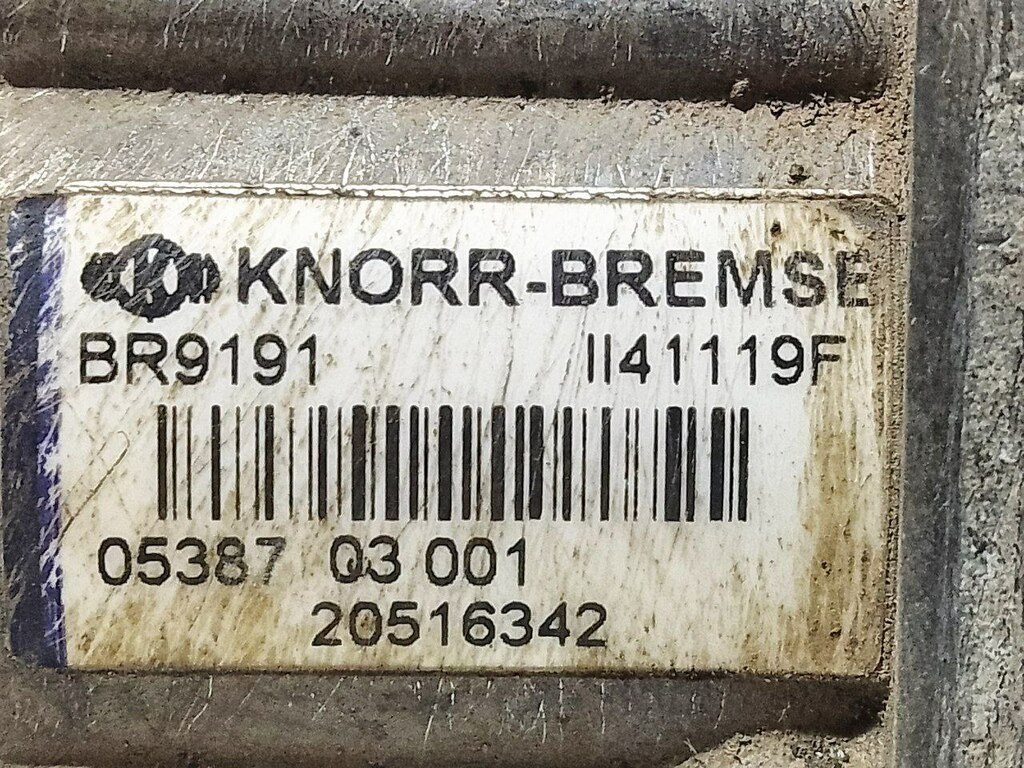 KNORR-BREMSE
BR9191 II41119F
05387 03 001
20516342